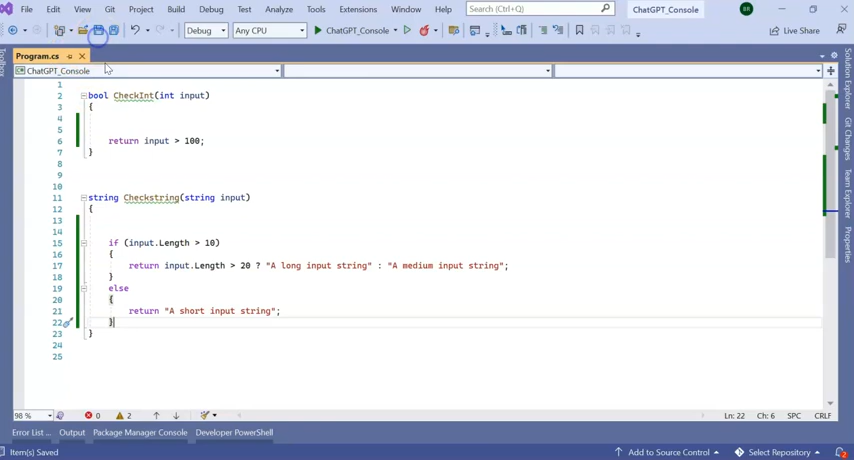 File Edit View Git Project Build Debug Test Analyze Tools Extensions Window Help Search (Ctrl+Q) ChatGPT_Console BR
Debug Any CPU ChatGPT_Console Live Share
Program.cs
ChatGPT_Console
1
2 bool CheckInt(int input)
3 {
4
5
6 return input > 100;
7 }
8
9
10
11 string Checkstring(string input)
12 {
13
14
15 if (input.Length > 10)
16 {
17 return input.Length > 20 ? "A long input string" : "A medium input string";
18 }
19 else
20 {
21 return "A short input string";
22 }
23 }
24
25
98 % 0 2 Ln: 22 Ch: 6 SPC CRLF
Error List ... Output Package Manager Console Developer PowerShell
Item(s) Saved Add to Source Control Select Repository 2
Toolbox
Solution Explorer
Git Changes
Team Explorer
Properties